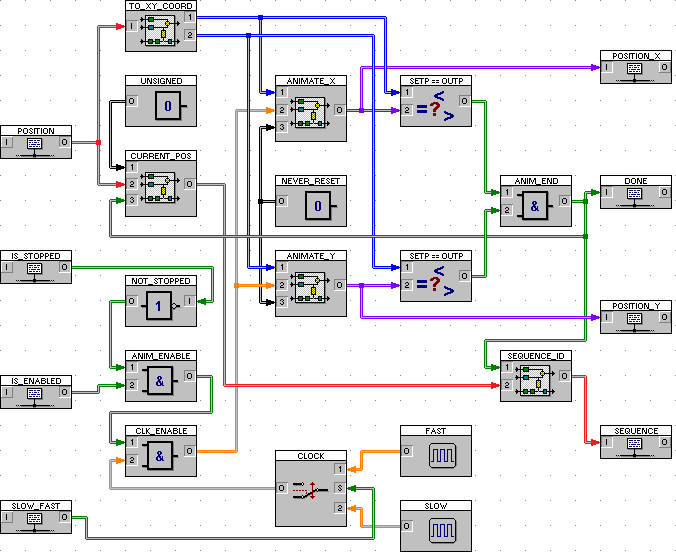 TO_XY_COORD
I 1
2
UNSIGNED
O 0
POSITION
I O
CURRENT_POS
1
2 O
3
ANIMATE_X
1
2 O
3
SETP == OUTP
1 < O
2 =? >
POSITION_X
I O
NEVER_RESET
O 0
ANIM_END
1 & O
2
DONE
I O
IS_STOPPED
I O
NOT_STOPPED
O 1 I
ANIMATE_Y
1
2 O
3
SETP == OUTP
1 < O
2 =? >
POSITION_Y
I O
IS_ENABLED
I O
ANIM_ENABLE
1 & O
2
SEQUENCE_ID
1 O
2
CLK_ENABLE
1 & O
2
CLOCK
1
O S
2
FAST
O
SEQUENCE
I O
SLOW_FAST
I O
SLOW
O